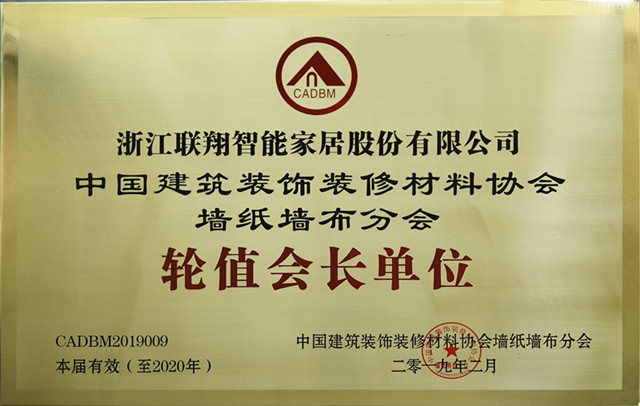 CADBM
浙江联翔智能家居股份有限公司
中国建筑装饰装修材料协会
墙纸墙布分会
轮值会长单位
CADBM2019009
中国建筑装饰装修材料协会墙纸墙布分会
本届有效（至2020年）
二零一九年二月